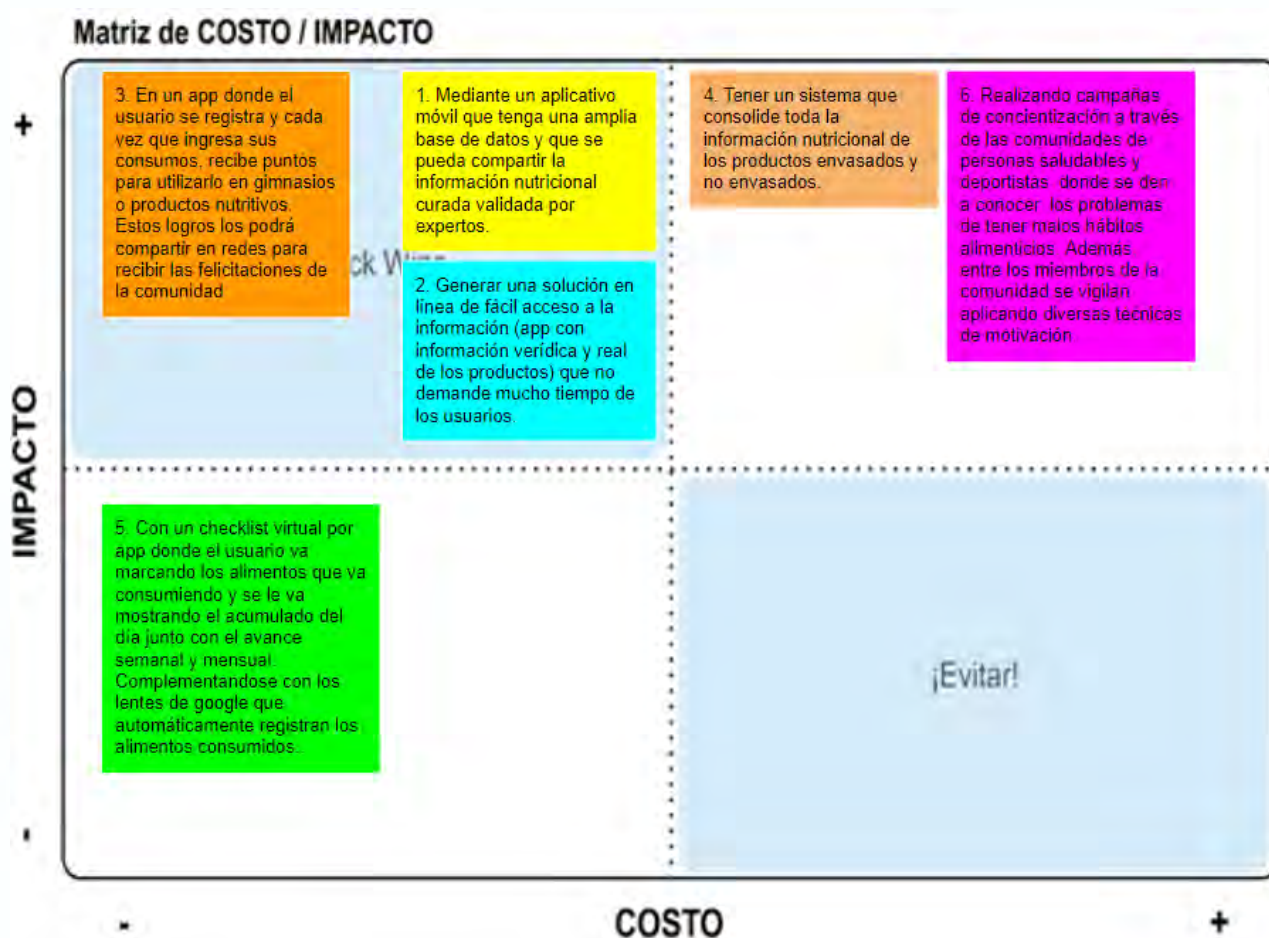 Matriz de COSTO / IMPACTO
+
3. En un app donde el
usuario se registra y cada
vez que ingresa sus
consumos, recibe puntos
para utilizarlo en gimnasios
o productos nutritivos.
Estos logros los podrá
compartir en redes para
recibir las felicitaciones de
la comunidad
1. Mediante un aplicativo
móvil que tenga una amplia
base de datos y que se
pueda compartir la
información nutricional
curada validada por
expertos.
2. Generar una solución en
línea de fácil acceso a la
información (app con
información verídica y real
de los productos) que no
demande mucho tiempo de
los usuarios.
4. Tener un sistema que
consolide toda la
información nutricional de
los productos envasados y
no envasados.
6. Realizando campañas
de concientización a través
de las comunidades de
personas saludables y
deportistas donde se den
a conocer los problemas
de tener malos hábitos
alimenticios. Además
entre los miembros de la
comunidad se vigilan
aplicando diversas técnicas
de motivación.
IMPACTO
5. Con un checklist virtual por
app donde el usuario va
marcando los alimentos que va
consumiendo y se le va
mostrando el acumulado del
día junto con el avance
semanal y mensual.
Complementandose con los
lentes de google que
automáticamente registran los
alimentos consumidos.
¡Evitar!
-
- COSTO +